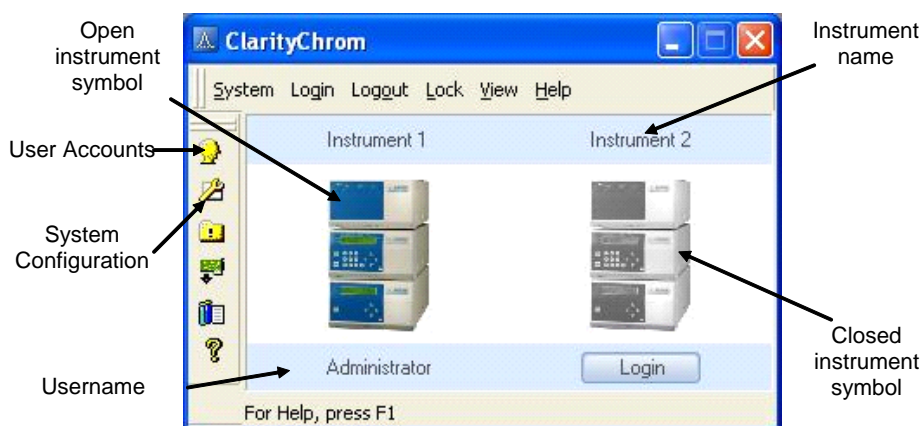 Open
instrument
symbol
Instrument
name
ClarityChrom
System Login Logout Lock View Help
Instrument 1
Instrument 2
User Accounts
System
Configuration
Closed
instrument
symbol
Username
Administrator
Login
For Help, press F1